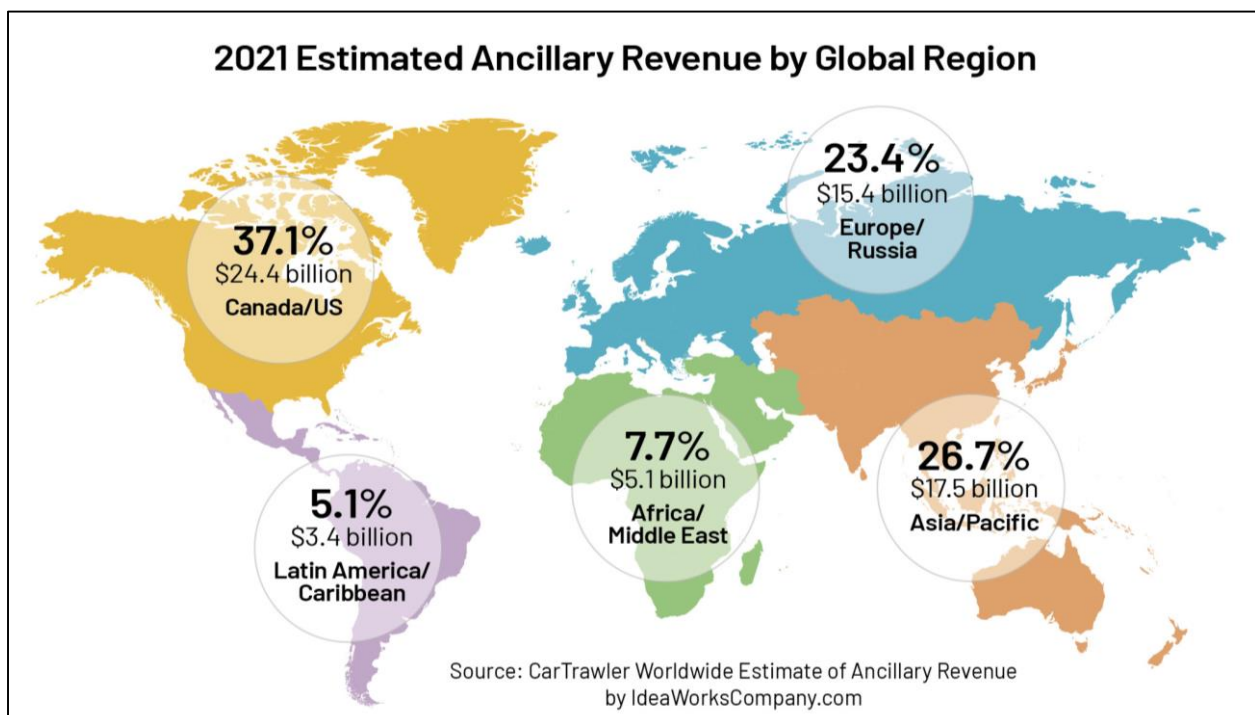 2021 Estimated Ancillary Revenue by Global Region
37.1%
$24.4 billion
Canada/US
23.4%
$15.4 billion
Europe/
Russia
5.1%
$3.4 billion
Latin America/
Caribbean
7.7%
$5.1 billion
Africa/
Middle East
26.7%
$17.5 billion
Asia/Pacific
Source: CarTrawler Worldwide Estimate of Ancillary Revenue
by IdeaWorksCompany.com